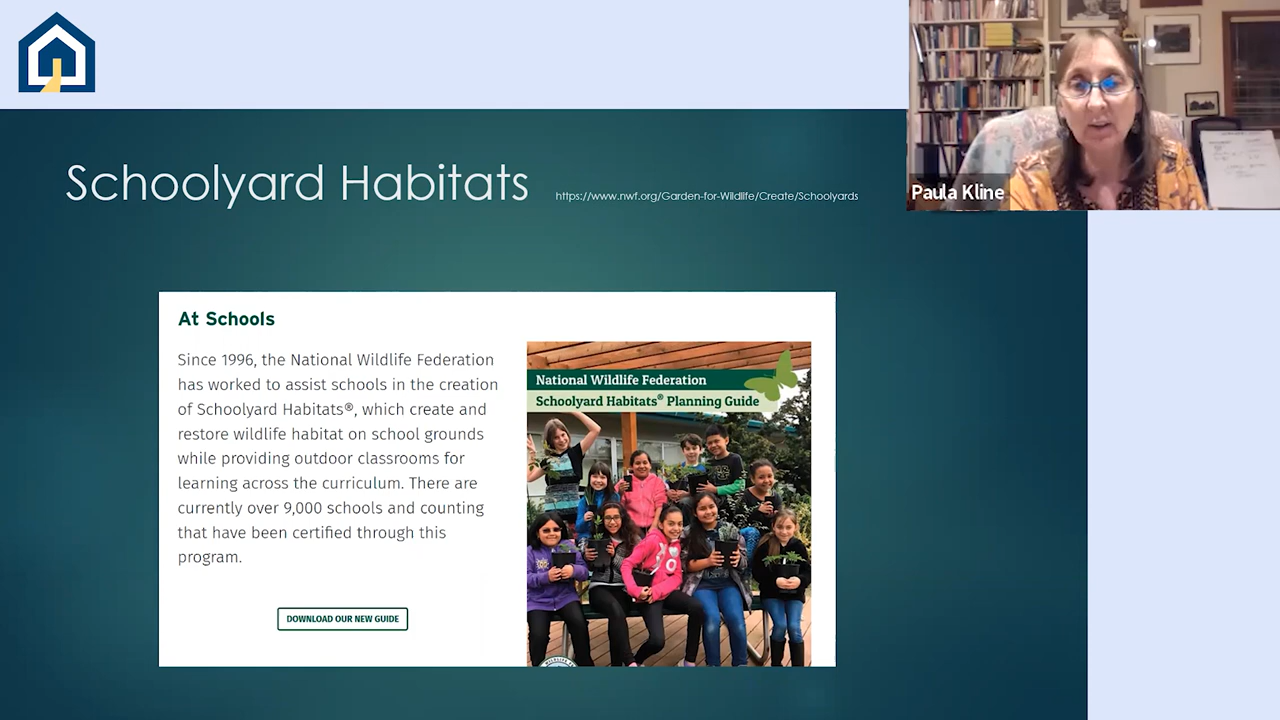 Schoolyard Habitats
https://www.nwf.org/Garden-for-Wildlife/Create/Schoolyards
Paula Kline
At Schools
Since 1996, the National Wildlife Federation
has worked to assist schools in the creation
of Schoolyard Habitats®, which create and
restore wildlife habitat on school grounds
while providing outdoor classrooms for
learning across the curriculum. There are
currently over 9,000 schools and counting
that have been certified through this
program.
DOWNLOAD OUR NEW GUIDE
National Wildlife Federation
Schoolyard Habitats® Planning Guide